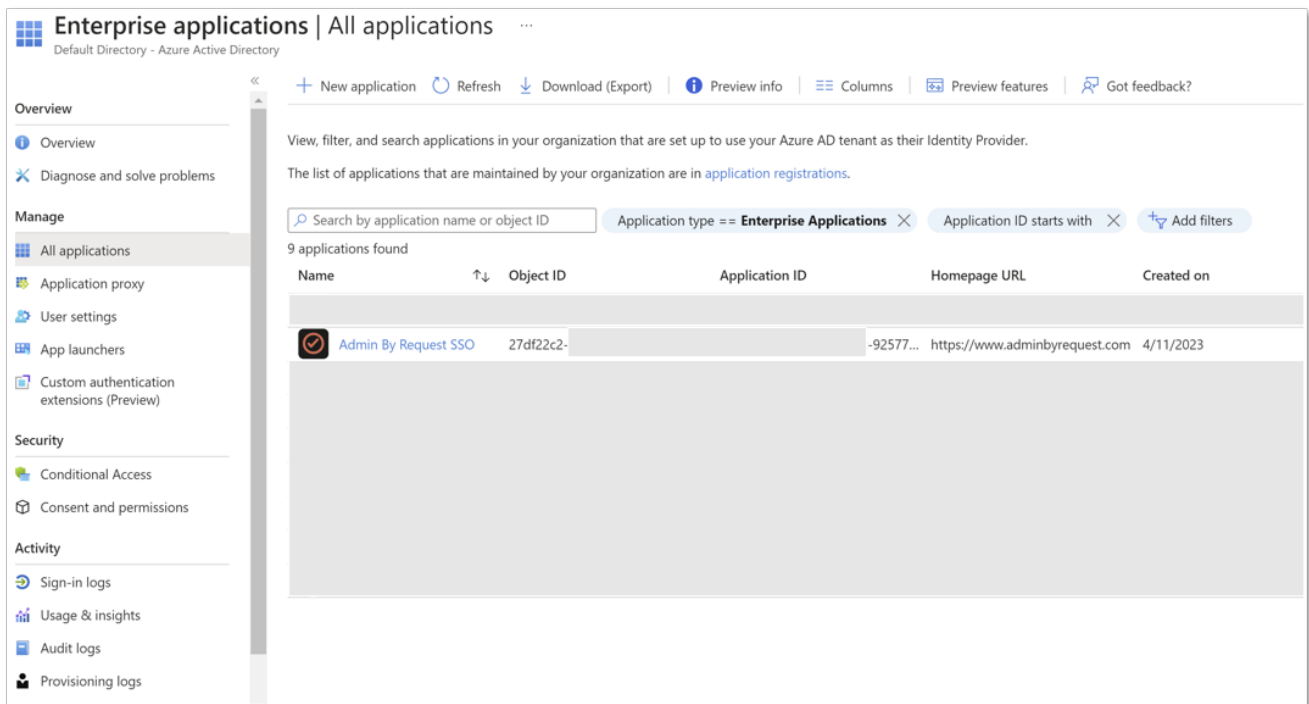 Enterprise applications | All applications ...
Default Directory - Azure Active Directory
«
New application Refresh Download (Export) Preview info Columns Preview features Got feedback?
Overview
Overview
Diagnose and solve problems
Manage
All applications
Application proxy
User settings
App launchers
Custom authentication
extensions (Preview)
Security
Conditional Access
Consent and permissions
Activity
Sign-in logs
Usage & insights
Audit logs
Provisioning logs
View, filter, and search applications in your organization that are set up to use your Azure AD tenant as their Identity Provider.
The list of applications that are maintained by your organization are in application registrations.
Search by application name or object ID Application type == Enterprise Applications Application ID starts with Add filters
9 applications found
Name Object ID Application ID Homepage URL Created on
Admin By Request SSO 27df22c2- -92577... https://www.adminbyrequest.com 4/11/2023